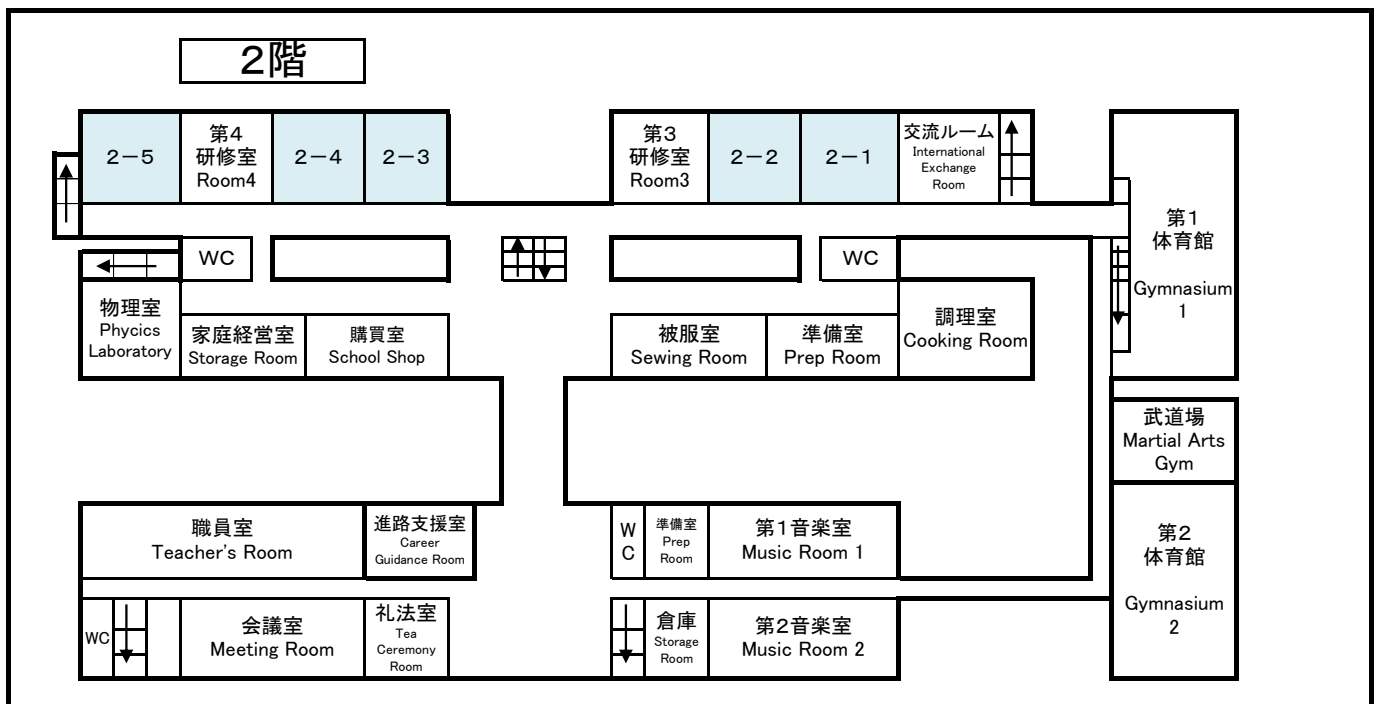 2階
2－5
第4
研修室
Room4
2－4
2－3
第3
研修室
Room3
2－2
2－1
交流ルーム
International
Exchange
Room
第1
体育館
Gymnasium
1
WC
WC
物理室
Phycics
Laboratory
家庭経営室
Storage Room
購買室
School Shop
被服室
Sewing Room
準備室
Prep Room
調理室
Cooking Room
武道場
Martial Arts
Gym
職員室
Teacher's Room
進路支援室
Career
Guidance Room
W
C
準備室
Prep
Room
第1音楽室
Music Room 1
第2
体育館
Gymnasium
2
WC
会議室
Meeting Room
礼法室
Tea
Ceremony
Room
倉庫
Storage
Room
第2音楽室
Music Room 2